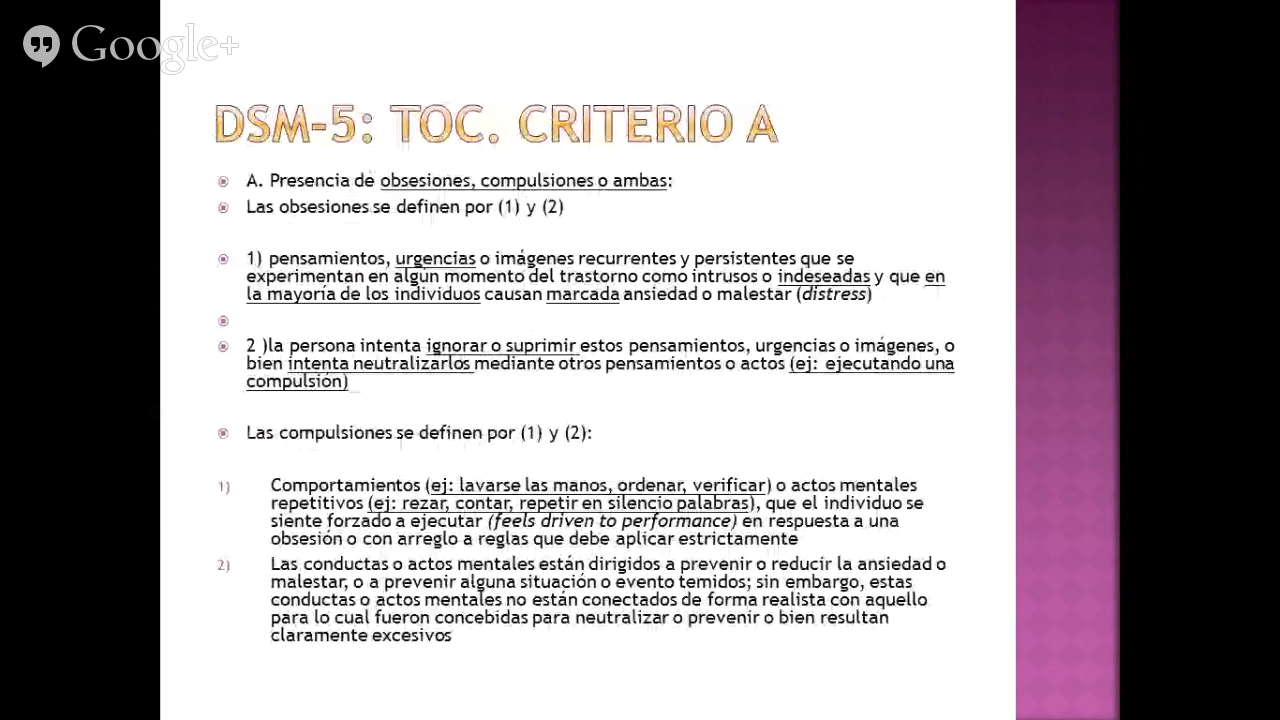 Google+
DSM-5: TOC. CRITERIO A
A. Presencia de obsesiones, compulsiones o ambas:
Las obsesiones se definen por (1) y (2)
1) pensamientos, urgencias o imágenes recurrentes y persistentes que se
experimentan en algún momento del trastorno como intrusos o indeseadas y que en
la mayoría de los individuos causan marcada ansiedad o malestar (distress)
2 )la persona intenta ignorar o suprimir estos pensamientos, urgencias o imágenes, o
bien intenta neutralizarlos mediante otros pensamientos o actos (ej: ejecutando una
compulsión)
Las compulsiones se definen por (1) y (2):
1) Comportamientos (ej: lavarse las manos, ordenar, verificar) o actos mentales
repetitivos (ej: rezar, contar, repetir en silencio palabras), que el individuo se
siente forzado a ejecutar (feels driven to performance) en respuesta a una
obsesión o con arreglo a reglas que debe aplicar estrictamente
2) Las conductas o actos mentales están dirigidos a prevenir o reducir la ansiedad o
malestar, o a prevenir alguna situación o evento temidos; sin embargo, estas
conductas o actos mentales no están conectados de forma realista con aquello
para lo cual fueron concebidas para neutralizar o prevenir o bien resultan
claramente excesivos